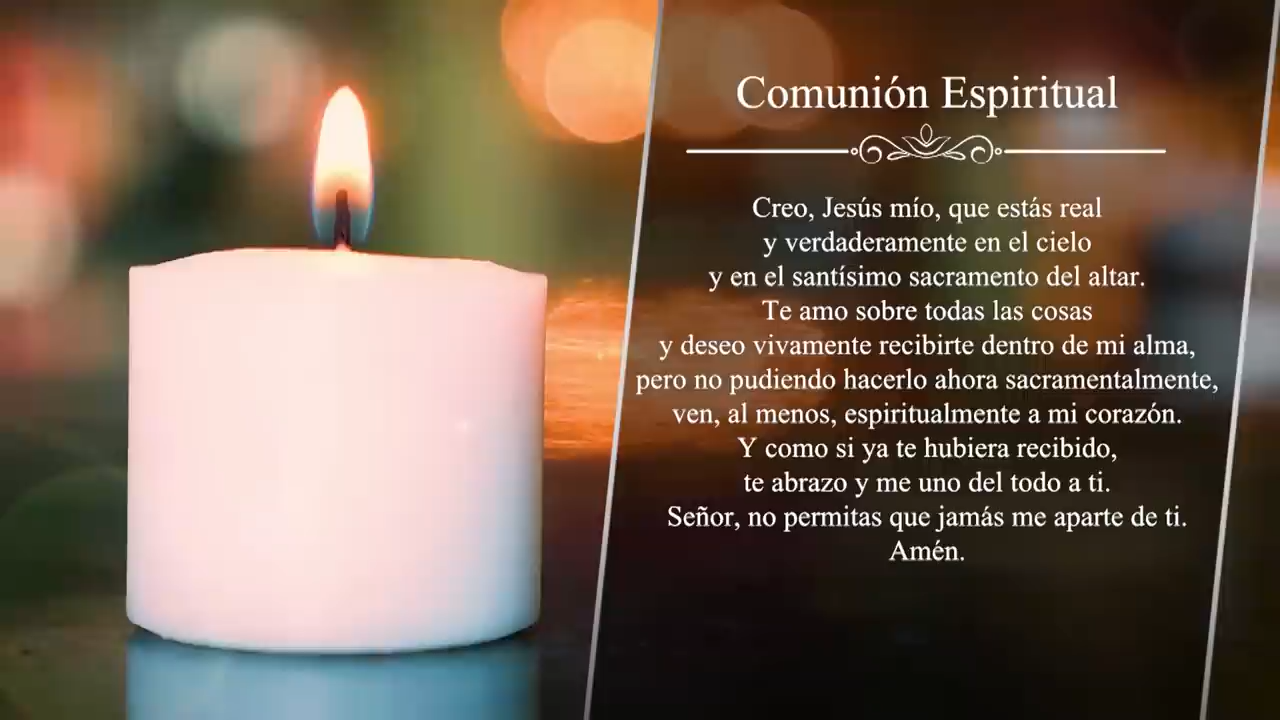 Comunión Espiritual
Creo, Jesús mío, que estás real
y verdaderamente en el cielo
y en el santísimo sacramento del altar.
Te amo sobre todas las cosas
y deseo vivamente recibirte dentro de mi alma,
pero no pudiendo hacerlo ahora sacramentalmente,
ven, al menos, espiritualmente a mi corazón.
Y como si ya te hubiera recibido,
te abrazo y me uno del todo a ti.
Señor, no permitas que jamás me aparte de ti.
Amén.